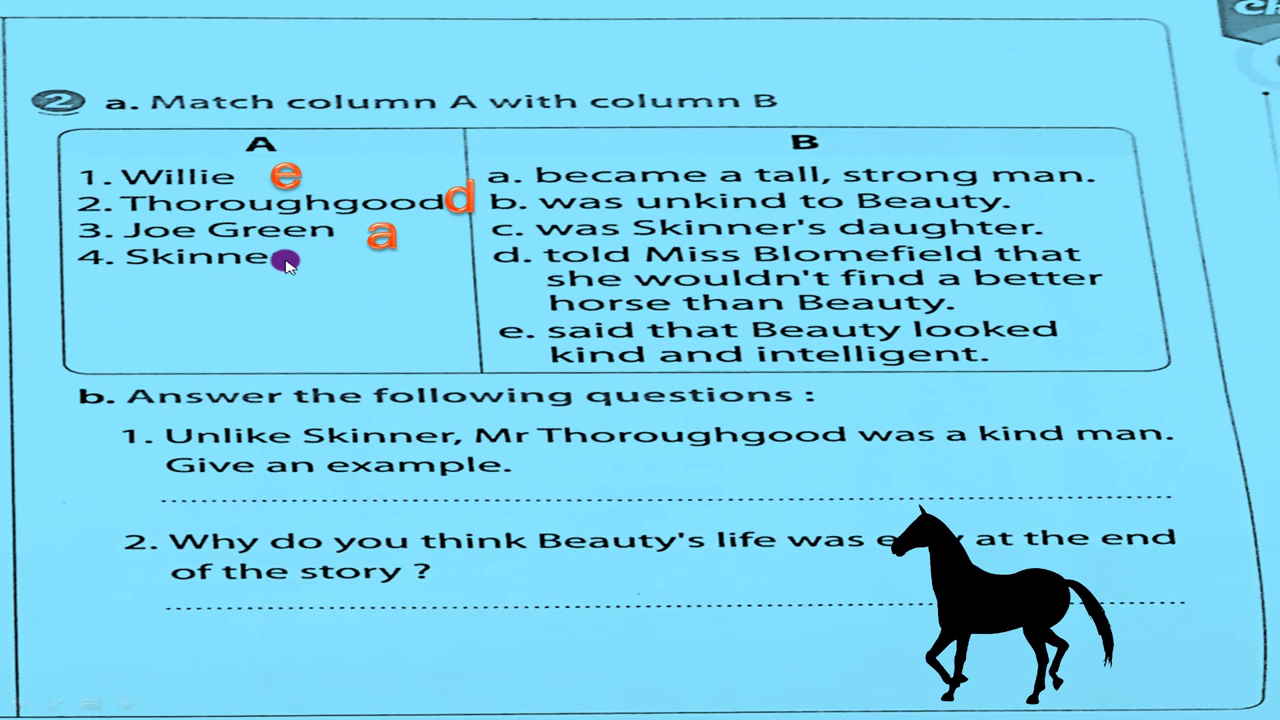 2 a. Match column A with column B
A B
1. Willie e a. became a tall, strong man.
2. Thoroughgood d b. was unkind to Beauty.
3. Joe Green a c. was Skinner's daughter.
4. Skinne d. told Miss Blomefield that
she wouldn't find a better
horse than Beauty.
e. said that Beauty looked
kind and intelligent.
b. Answer the following questions :
1. Unlike Skinner, Mr Thoroughgood was a kind man.
Give an example.
2. Why do you think Beauty's life was at the end
of the story ?